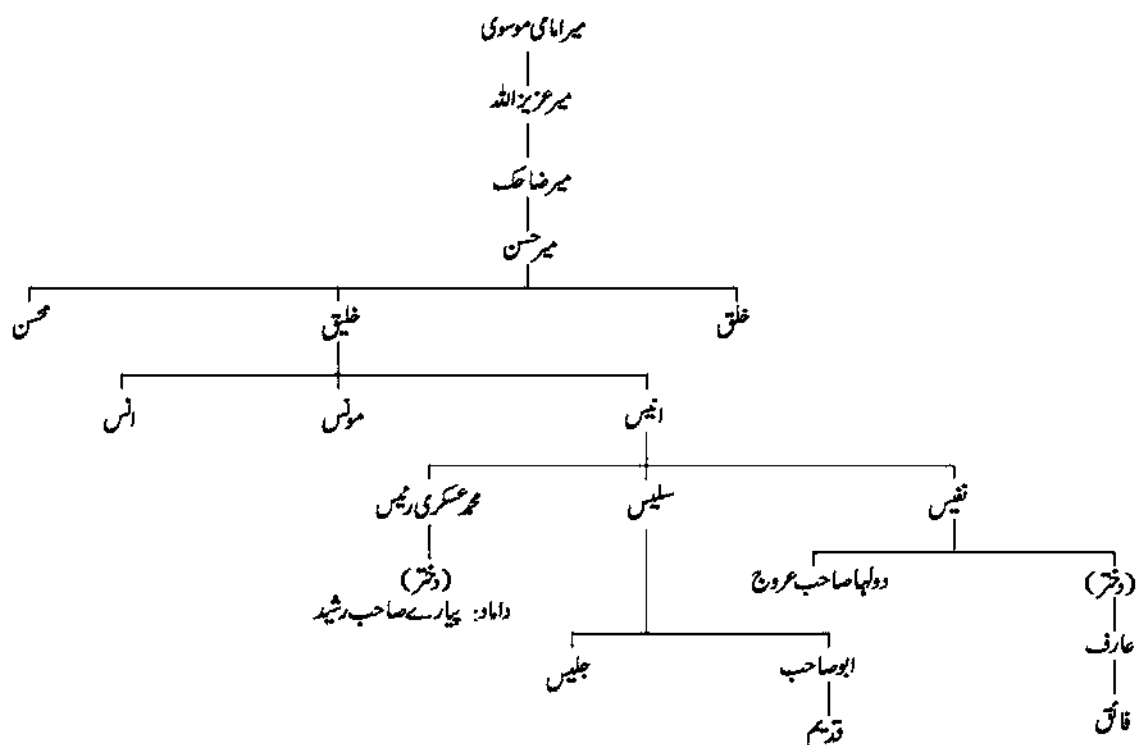 میر امامی موسوی
میر عزیز اللہ
میر ضاحک
میر حسن
خلق
خلیق
محسن
انیس
مونس
انس
نفیس
سلیس
محمد عسکری رئیس
(دختر)
دولہا صاحب عروج
(دختر)
داماد: پیارے صاحب رشید
عارف
ابو صاحب
جلیس
فائق
قدیم